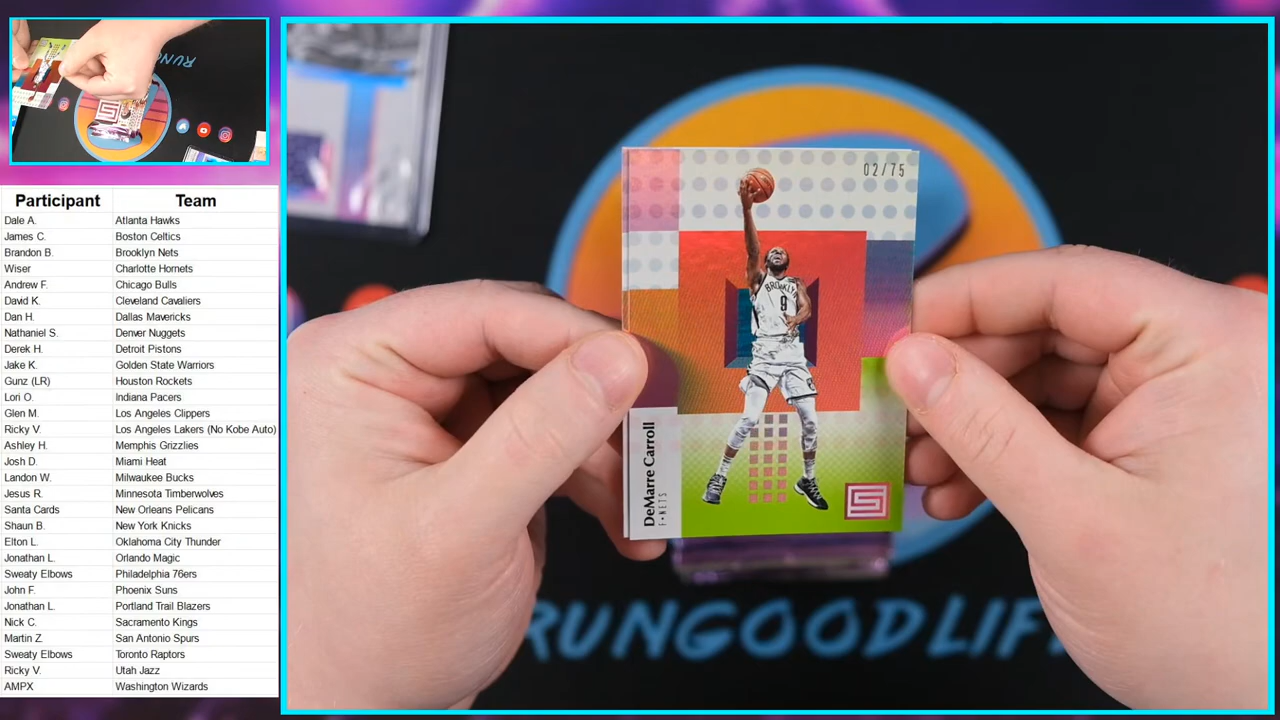 RUN
Participant Team
Dale A. Atlanta Hawks
James C. Boston Celtics
Brandon B. Brooklyn Nets
Wiser Charlotte Hornets
Andrew F. Chicago Bulls
David K. Cleveland Cavaliers
Dan H. Dallas Mavericks
Nathaniel S. Denver Nuggets
Derek H. Detroit Pistons
Jake K. Golden State Warriors
Gunz (LR) Houston Rockets
Lori O. Indiana Pacers
Glen M. Los Angeles Clippers
Ricky V. Los Angeles Lakers (No Kobe Auto)
Ashley H. Memphis Grizzlies
Josh D. Miami Heat
Landon W. Milwaukee Bucks
Jesus R. Minnesota Timberwolves
Santa Cards New Orleans Pelicans
Shaun B. New York Knicks
Elton L. Oklahoma City Thunder
Jonathan L. Orlando Magic
Sweaty Elbows Philadelphia 76ers
John F. Phoenix Suns
Jonathan L. Portland Trail Blazers
Nick C. Sacramento Kings
Martin Z. San Antonio Spurs
Sweaty Elbows Toronto Raptors
Ricky V. Utah Jazz
AMPX Washington Wizards
02/75
BROOKLYN
9
DeMarre Carroll
F•NETS
RUNGOOD LIF